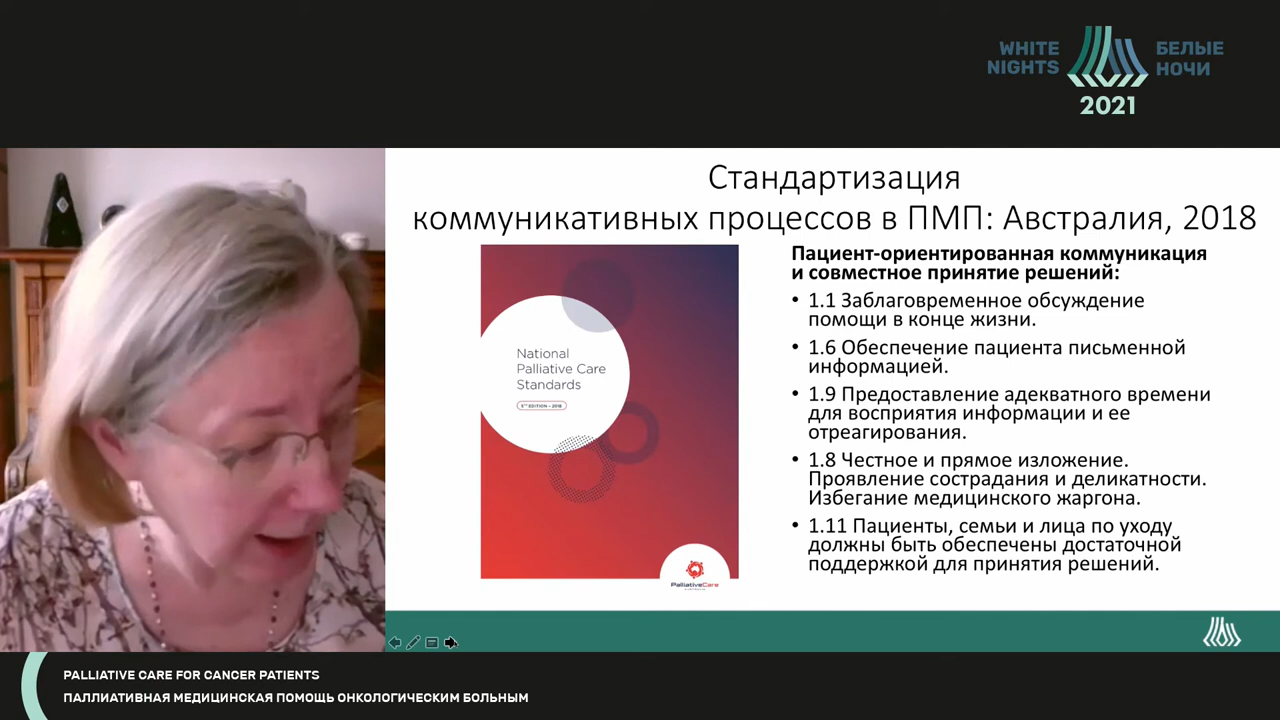 WHITE
NIGHTS
БЕЛЫЕ
НОЧИ
2021
Стандартизация
коммуникативных процессов в ПМП: Австралия, 2018
National
Palliative Care
Standards
5TH EDITION – 2018
PalliativeCare
AUSTRALIA
Пациент-ориентированная коммуникация
и совместное принятие решений:
• 1.1 Заблаговременное обсуждение
помощи в конце жизни.
• 1.6 Обеспечение пациента письменной
информацией.
• 1.9 Предоставление адекватного времени
для восприятия информации и ее
отреагирования.
• 1.8 Честное и прямое изложение.
Проявление сострадания и деликатности.
Избегание медицинского жаргона.
• 1.11 Пациенты, семьи и лица по уходу
должны быть обеспечены достаточной
поддержкой для принятия решений.
PALLIATIVE CARE FOR CANCER PATIENTS
ПАЛЛИАТИВНАЯ МЕДИЦИНСКАЯ ПОМОЩЬ ОНКОЛОГИЧЕСКИМ БОЛЬНЫМ